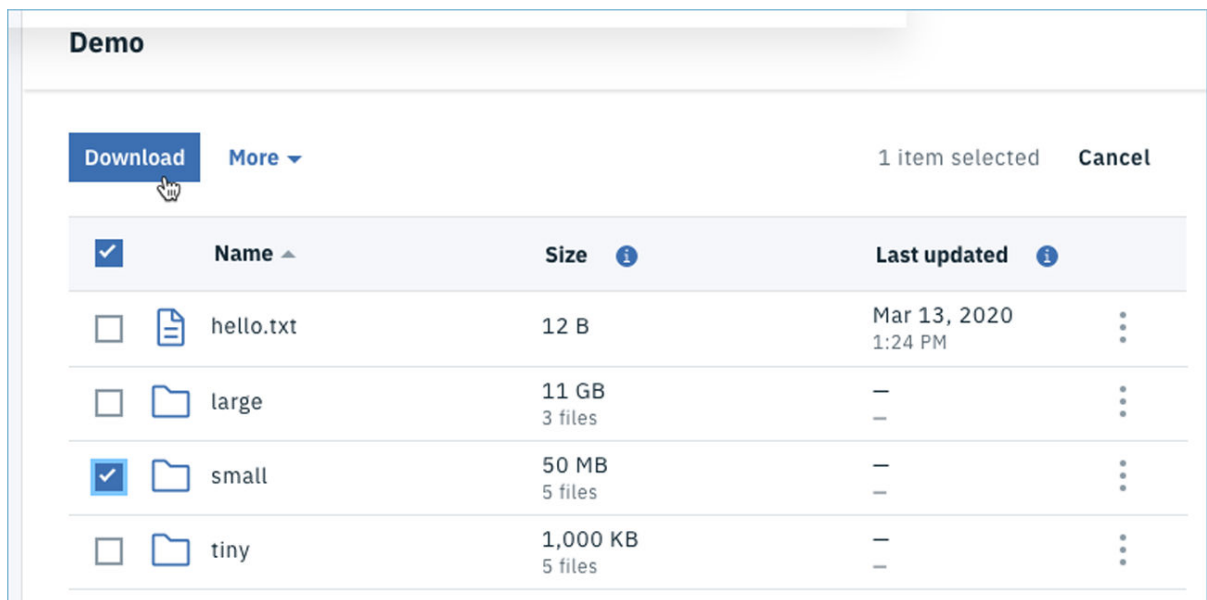 Demo
Download More 1 item selected Cancel
Name Size Last updated
hello.txt 12 B Mar 13, 2020
1:24 PM
large 11 GB —
3 files —
small 50 MB —
5 files —
tiny 1,000 KB —
5 files —